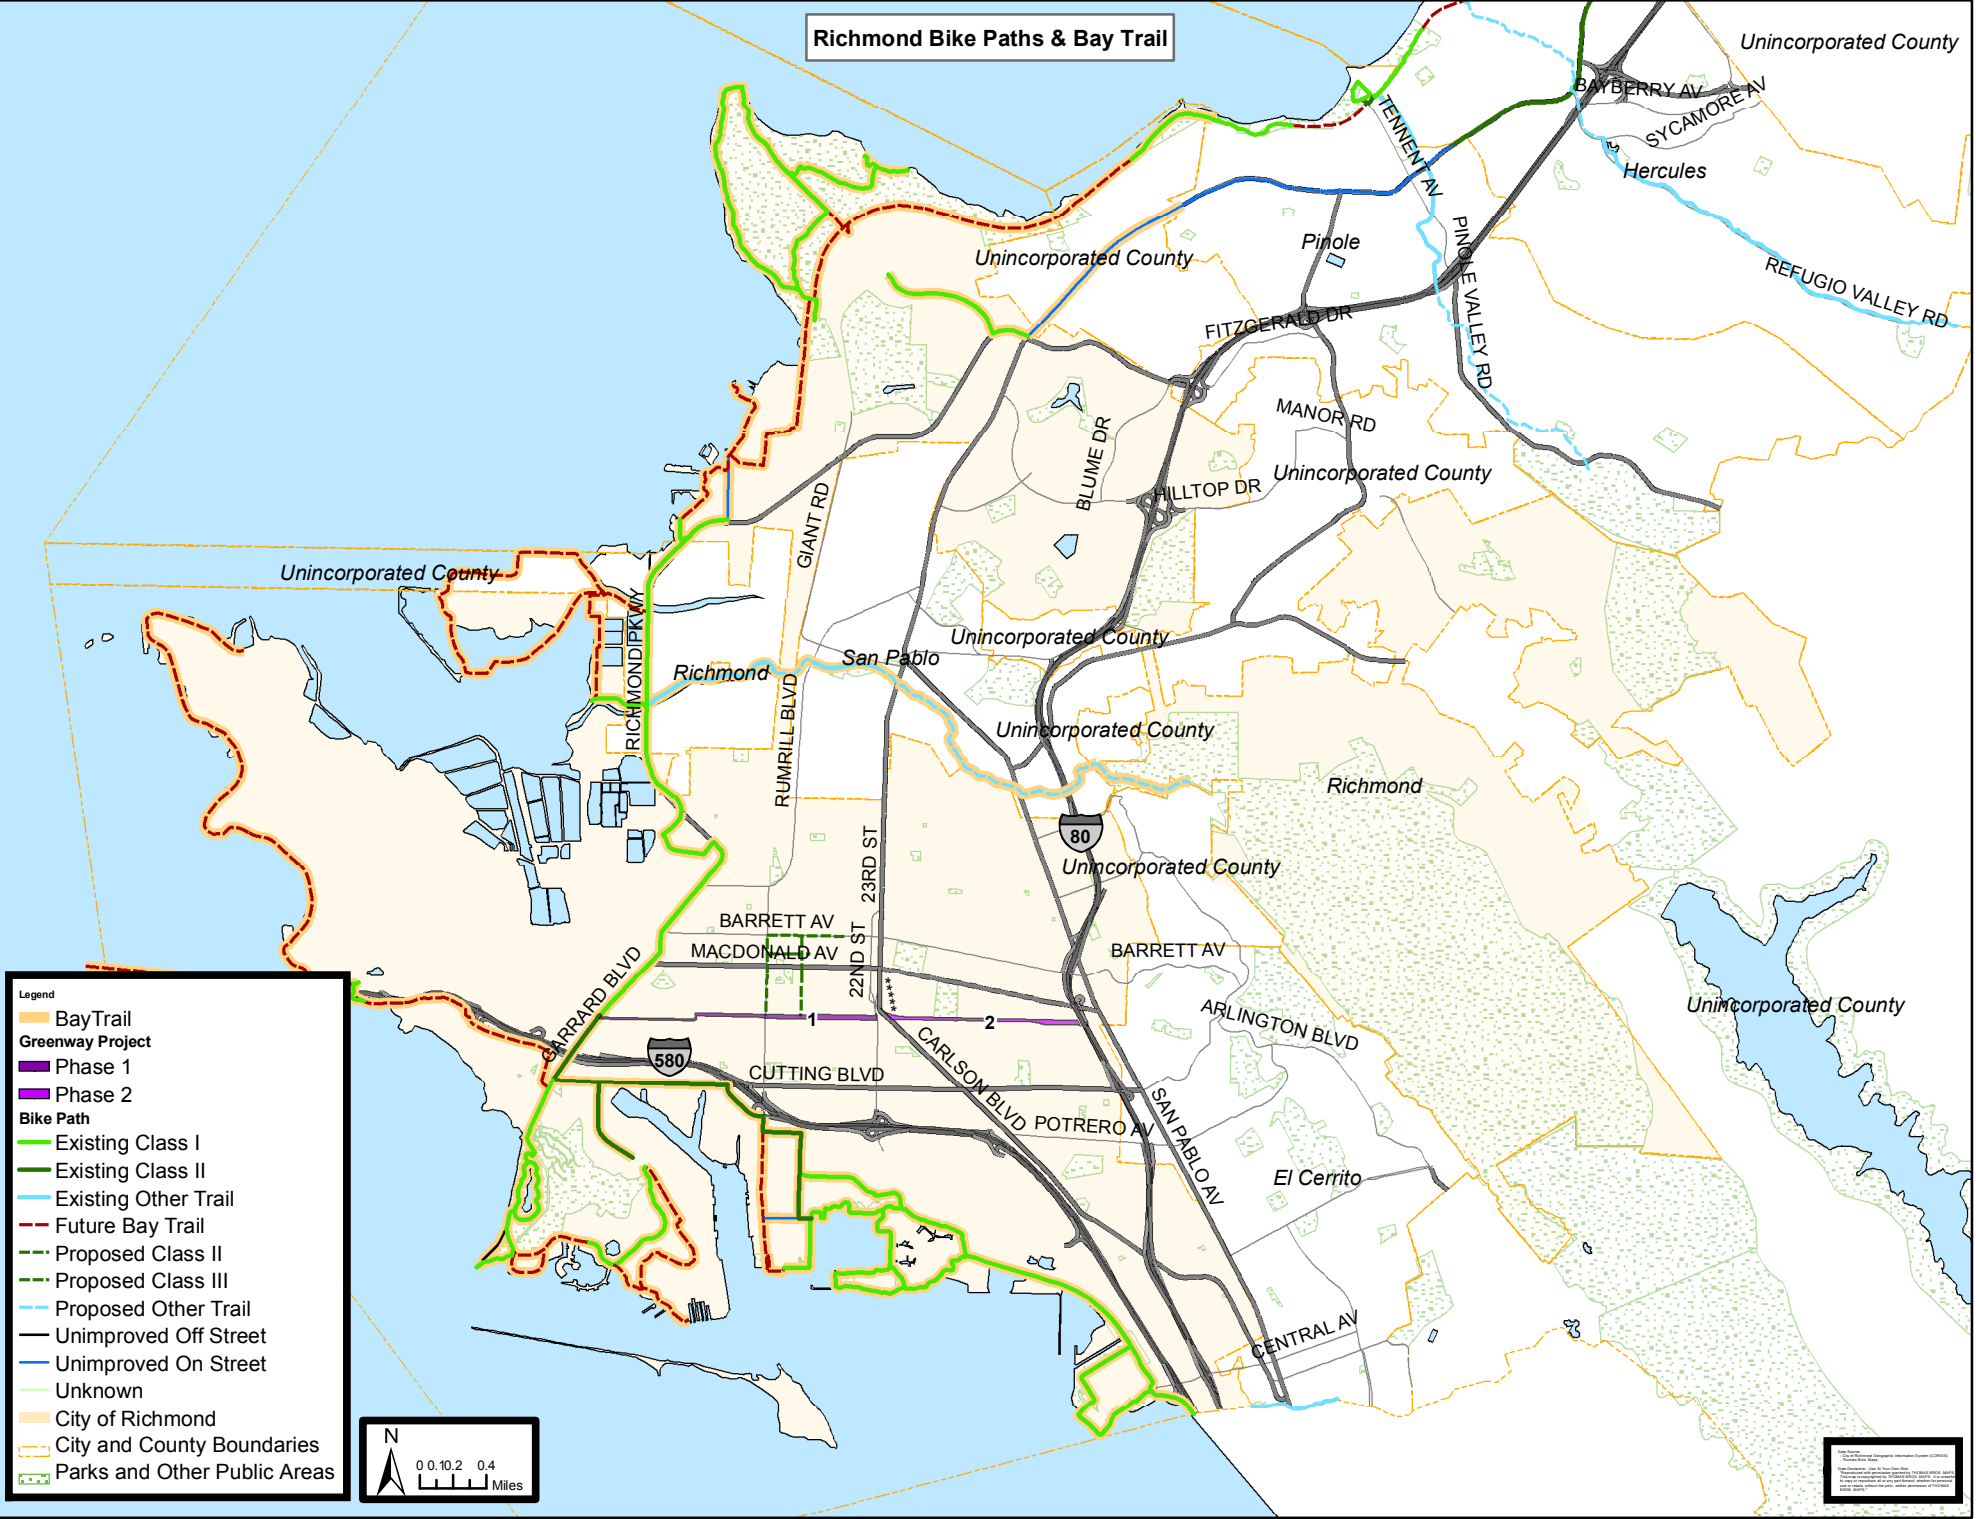 Richmond Bike Paths & Bay Trail
Unincorporated County
BAYBERRY AV
SYCAMORE AV
TENNENT AV
Hercules
Pinole
Unincorporated County
PINOLE VALLEY RD
REFUGIO VALLEY RD
FITZGERALD DR
MANOR RD
BLUME DR
Unincorporated County
HILLTOP DR
GIANT RD
Unincorporated County
RICHMOND PKWY
Unincorporated County
San Pablo
Richmond
RUMRILL BLVD
Unincorporated County
Richmond
80
23RD ST
Unincorporated County
BARRETT AV
MACDONALD AV
BARRETT AV
22ND ST
GARRARD BLVD
ARLINGTON BLVD
Unincorporated County
1
2
580
CARLSON BLVD
CUTTING BLVD
POTRERO AV
SAN PABLO AV
El Cerrito
CENTRAL AV
Legend
BayTrail
Greenway Project
Phase 1
Phase 2
Bike Path
Existing Class I
Existing Class II
Existing Other Trail
Future Bay Trail
Proposed Class II
Proposed Class III
Proposed Other Trail
Unimproved Off Street
Unimproved On Street
Unknown
City of Richmond
City and County Boundaries
Parks and Other Public Areas
N
0 0.10.2 0.4
Miles